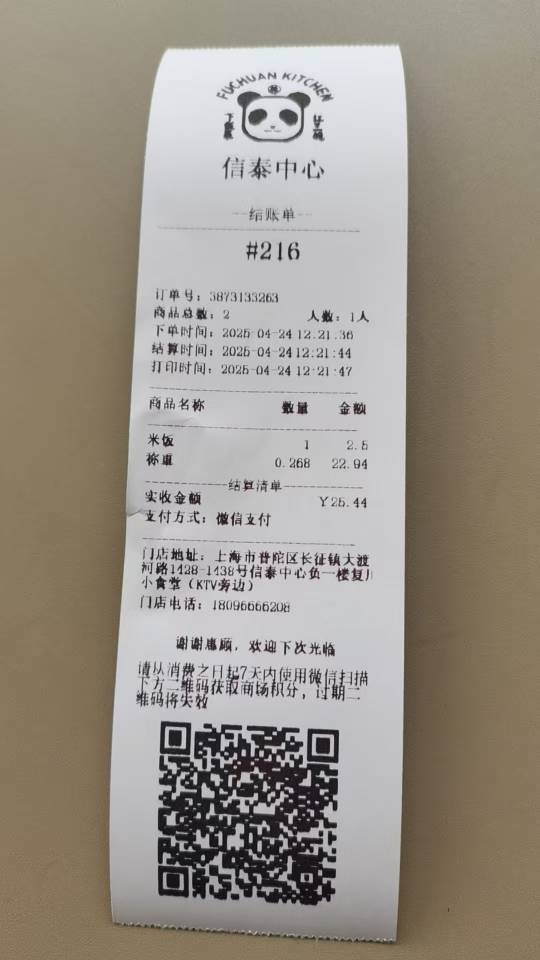 FUCHUAN KITCHEN
信泰中心
---结账单---
#216
订单号：3873133263
商品总数：2 人数：1人
下单时间：2025-04-24 12:21:36
结算时间：2025-04-24 12:21:44
打印时间：2025-04-24 12:21:47
商品名称 数量 金额
米饭 1 2.5
称重 0.268 22.94
结算清单
实收金额 ￥25.44
支付方式：微信支付
门店地址：上海市普陀区长征镇大渡
河路1428-1438号信泰中心负一楼复川
小食堂（KTV旁边）
门店电话：18096666208
谢谢惠顾，欢迎下次光临
请从消费之日起7天内使用微信扫描
下方二维码获取商场积分，过期二
维码将失效